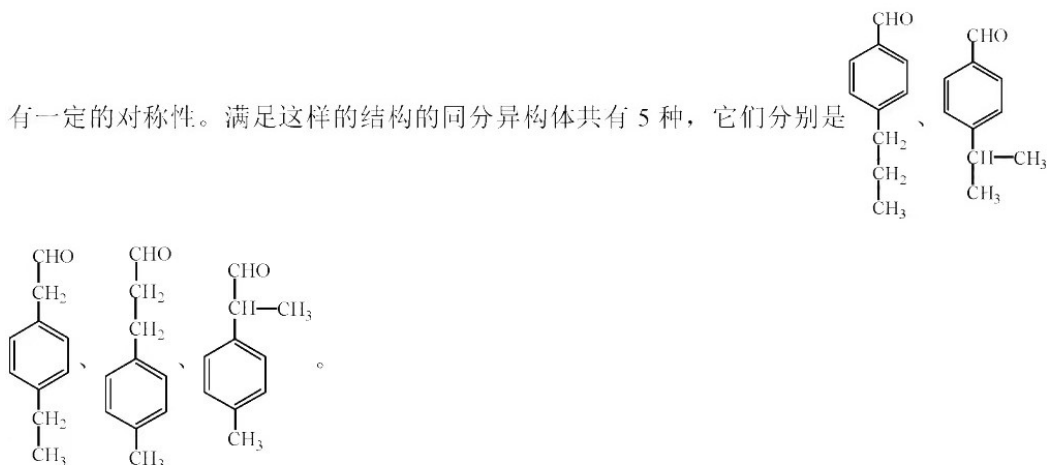 有一定的对称性。满足这样的结构的同分异构体共有 5 种，它们分别是
CHO
CH₂
CH₂
CH₃
、
CHO
CH—CH₃
CH₃
CHO
CH₂
CH₂
CH₃
、
CHO
CH₂
CH₂
CH₃
、
CHO
CH—CH₃
CH₃
。